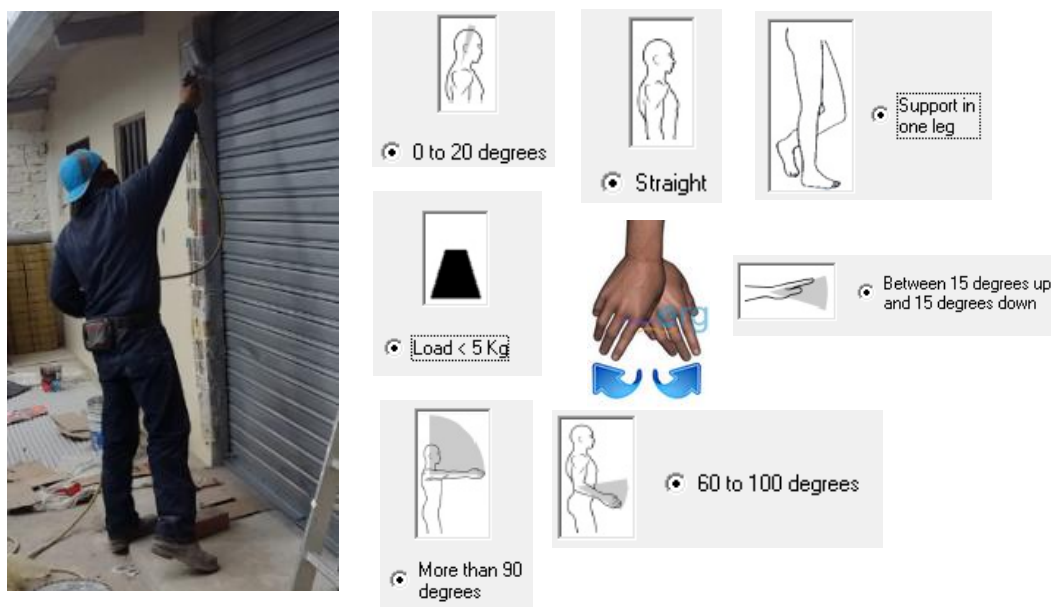 0 to 20 degrees
Straight
Support in
one leg
Load < 5 Kg
Between 15 degrees up
and 15 degrees down
More than 90
degrees
60 to 100 degrees